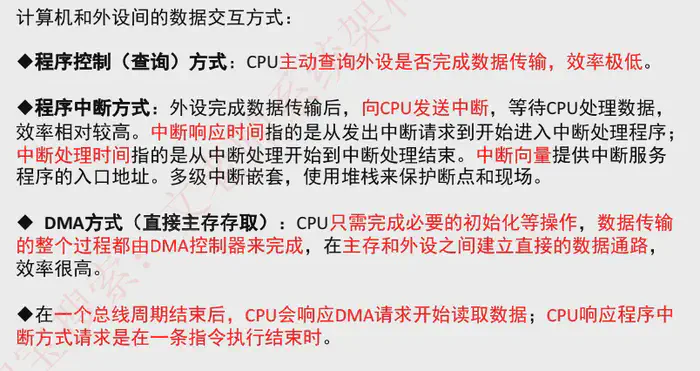 计算机和外设间的数据交互方式：
◆程序控制（查询）方式：CPU主动查询外设是否完成数据传输，效率极低。
◆程序中断方式：外设完成数据传输后，向CPU发送中断，等待CPU处理数据，
效率相对较高。中断响应时间指的是从发出中断请求到开始进入中断处理程序；
中断处理时间指的是从中断处理开始到中断处理结束。中断向量提供中断服务
程序的入口地址。多级中断嵌套，使用堆栈来保护断点和现场。
◆ DMA方式（直接主存存取）：CPU只需完成必要的初始化等操作，数据传输
的整个过程都由DMA控制器来完成，在主存和外设之间建立直接的数据通路，
效率很高。
◆在一个总线周期结束后，CPU会响应DMA请求开始读取数据；CPU响应程序中
断方式请求是在一条指令执行结束时。